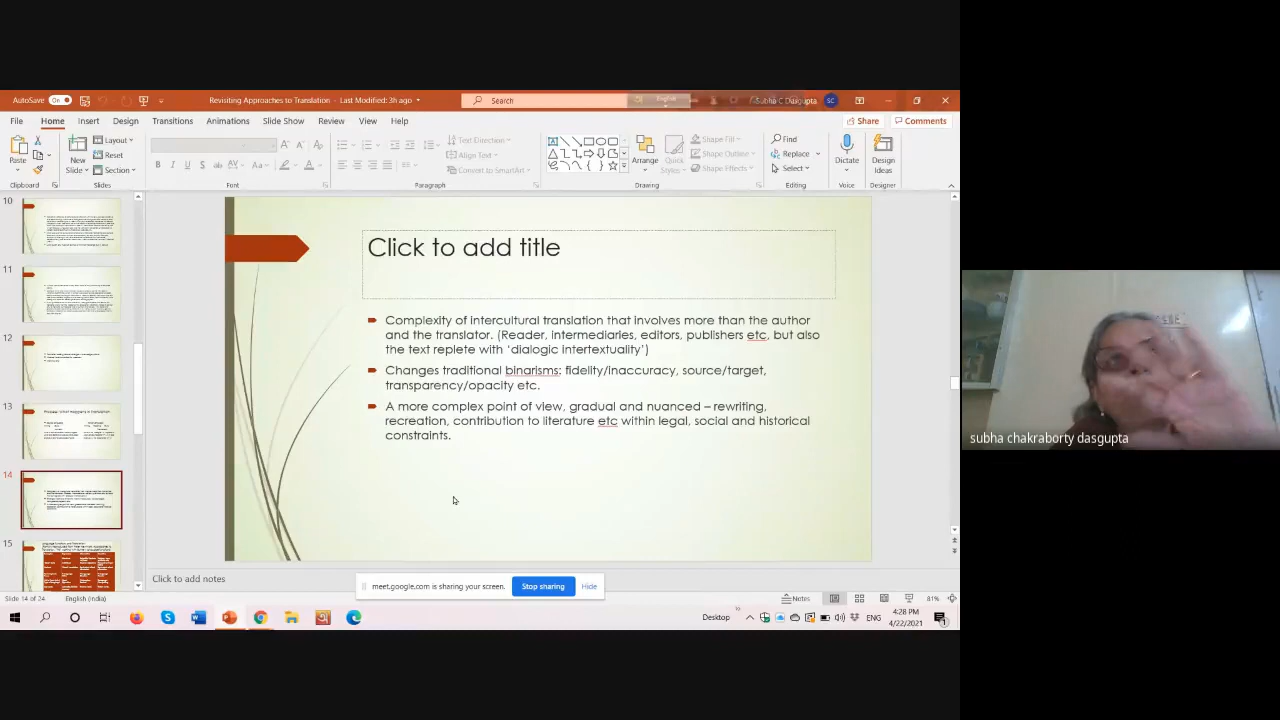 AutoSave On
Revisiting Approaches to Translation - Last Modified: 3h ago
Search
Subha C Dasgupta SC
File Home Insert Design Transitions Animations Slide Show Review View Help
Share Comments
Paste
Clipboard
New
Slide
Layout
Reset
Section
Slides
Font
Text Direction
Align Text
Convert to SmartArt
Paragraph
Arrange
Quick
Styles
Shape Fill
Shape Outline
Shape Effects
Drawing
Find
Replace
Select
Editing
Dictate
Voice
Design
Ideas
Designer
10
11
12
13
14
15
Click to add title
Complexity of intercultural translation that involves more than the author
and the translator. (Reader, intermediaries, editors, publishers etc, but also
the text replete with ‘dialogic intertextuality’)
Changes traditional binarisms: fidelity/inaccuracy, source/target,
transparency/opacity etc.
A more complex point of view, gradual and nuanced – rewriting,
recreation, contribution to literature etc within legal, social and historical
constraints.
Click to add notes
meet.google.com is sharing your screen. Stop sharing Hide
Slide 14 of 24 English (India)
Notes
81%
Desktop
ENG
4:28 PM
4/22/2021
subha chakraborty dasgupta